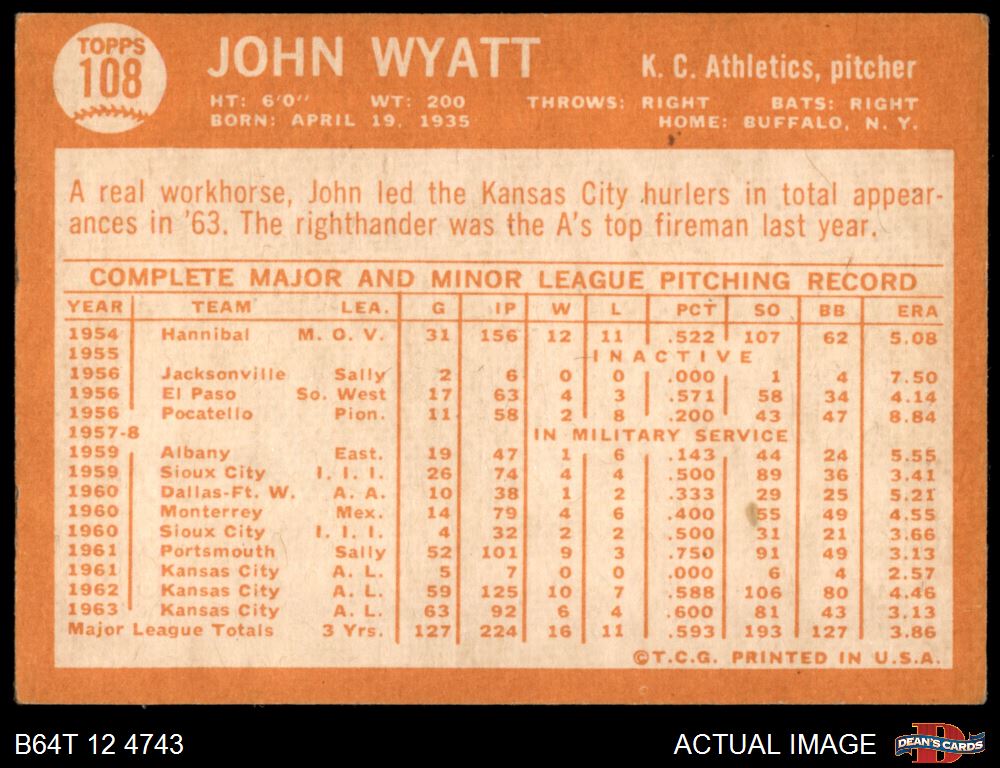 TOPPS
108
JOHN WYATT
K. C. Athletics, pitcher
HT: 6'0" WT: 200 THROWS: RIGHT BATS: RIGHT
BORN: APRIL 19, 1935 HOME: BUFFALO, N. Y.
A real workhorse, John led the Kansas City hurlers in total appear-
ances in '63. The righthander was the A's top fireman last year.
COMPLETE MAJOR AND MINOR LEAGUE PITCHING RECORD
YEAR TEAM LEA. G IP W L PCT SO BB ERA
1954 Hannibal M. O. V. 31 156 12 11 .522 107 62 5.08
1955 INACTIVE
1956 Jacksonville Sally 2 6 0 0 .000 1 4 7.50
1956 El Paso So. West 17 63 4 3 .571 58 34 4.14
1956 Pocatello Pion. 11 58 2 8 .200 43 47 8.84
1957-8 IN MILITARY SERVICE
1959 Albany East. 19 47 1 6 .143 44 24 5.55
1959 Sioux City I. I. I. 26 74 4 4 .500 89 36 3.41
1960 Dallas-Ft. W. A. A. 10 38 1 2 .333 29 25 5.21
1960 Monterrey Mex. 14 79 4 6 .400 55 49 4.55
1960 Sioux City I. I. I. 4 32 2 2 .500 31 21 3.66
1961 Portsmouth Sally 52 101 9 3 .750 91 49 3.13
1961 Kansas City A. L. 5 7 0 0 .000 6 4 2.57
1962 Kansas City A. L. 59 125 10 7 .588 106 80 4.46
1963 Kansas City A. L. 63 92 6 4 .600 81 43 3.13
Major League Totals 3 Yrs. 127 224 16 11 .593 193 127 3.86
©T.C.G. PRINTED IN U.S.A.
B64T 12 4743
ACTUAL IMAGE
D
DEAN'S CARDS